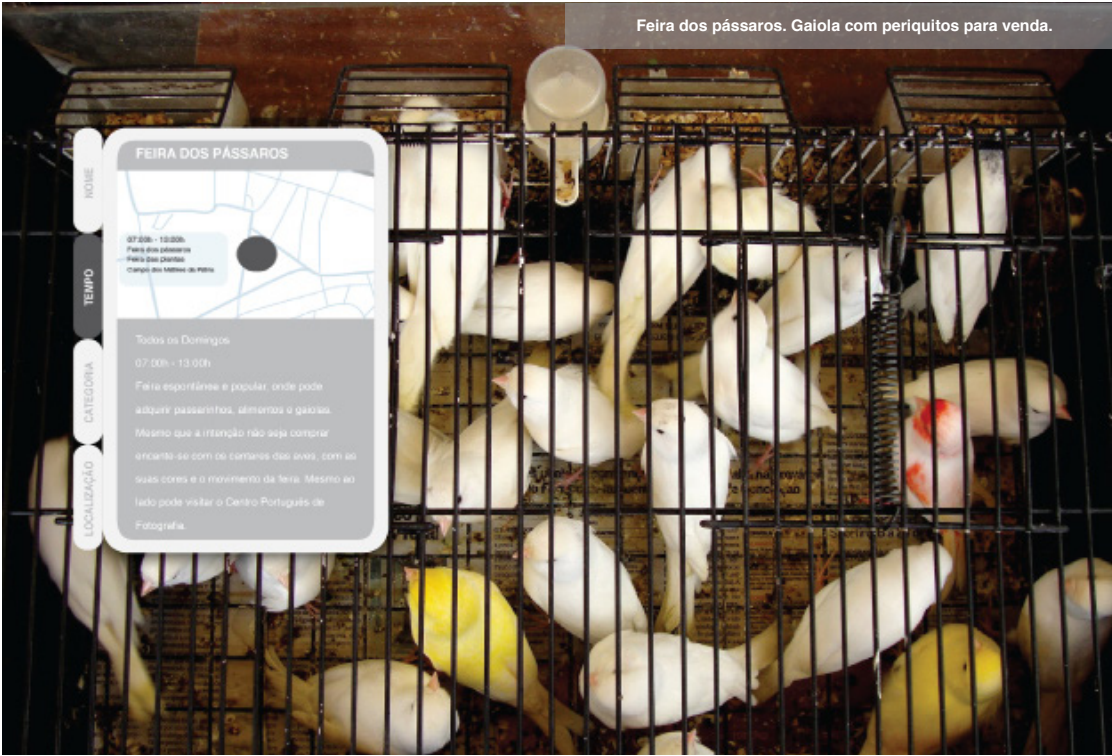 Feira dos pássaros. Gaiola com periquitos para venda.
FEIRA DOS PÁSSAROS
NOME
TEMPO
CATEGORIA
LOCALIZAÇÃO
07:00h - 13:00h
Feira dos pássaros
Feira das plantas
Campo dos Mártires da Pátria
Todos os Domingos
07:00h - 13:00h
Feira espontânea e popular, onde pode
adquirir passarinhos, alimentos e gaiolas.
Mesmo que a intenção não seja comprar
encante-se com os cantares das aves, com as
suas cores e o movimento da feira. Mesmo ao
lado pode visitar o Centro Português de
Fotografia.